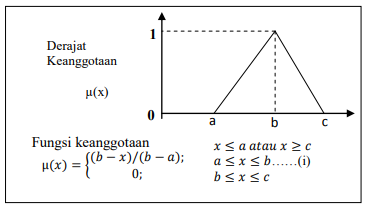 1
Derajat
Keanggotaan
μ(x)
0
a b c
Fungsi keanggotaan
x ≤ a atau x ≥ c
μ(x) = {(b − x)/(b − a); a ≤ x ≤ b......(i)
0; b ≤ x ≤ c